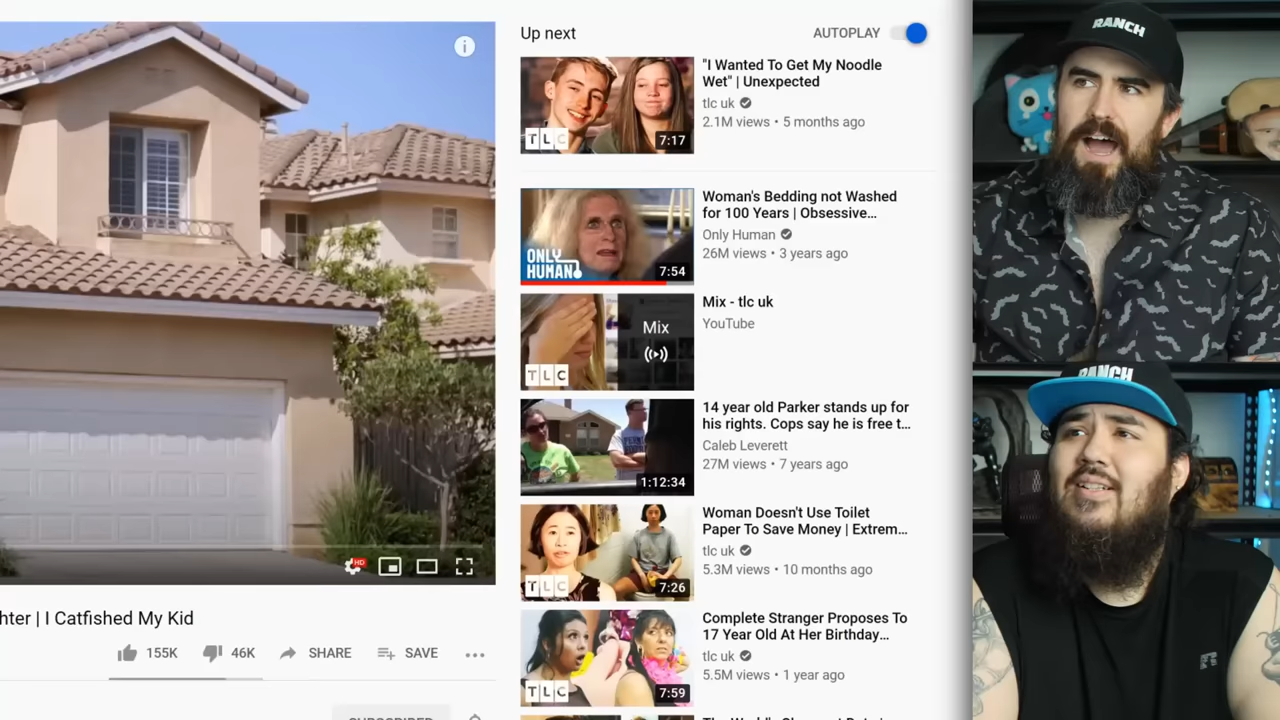 Up next
AUTOPLAY
"I Wanted To Get My Noodle
Wet" | Unexpected
tlc uk
2.1M views • 5 months ago
TLC
7:17
Woman's Bedding not Washed
for 100 Years | Obsessive...
Only Human
26M views • 3 years ago
ONLY
HUMAN
7:54
Mix - tlc uk
YouTube
Mix
TLC
14 year old Parker stands up for
his rights. Cops say he is free t...
Caleb Leverett
27M views • 7 years ago
1:12:34
Woman Doesn't Use Toilet
Paper To Save Money | Extrem...
tlc uk
5.3M views • 10 months ago
TLC
7:26
Complete Stranger Proposes To
17 Year Old At Her Birthday...
tlc uk
5.5M views • 1 year ago
TLC
7:59
HD
hter | I Catfished My Kid
155K
46K
SHARE
SAVE
SUBSCRIBED
RANCH
RANCH